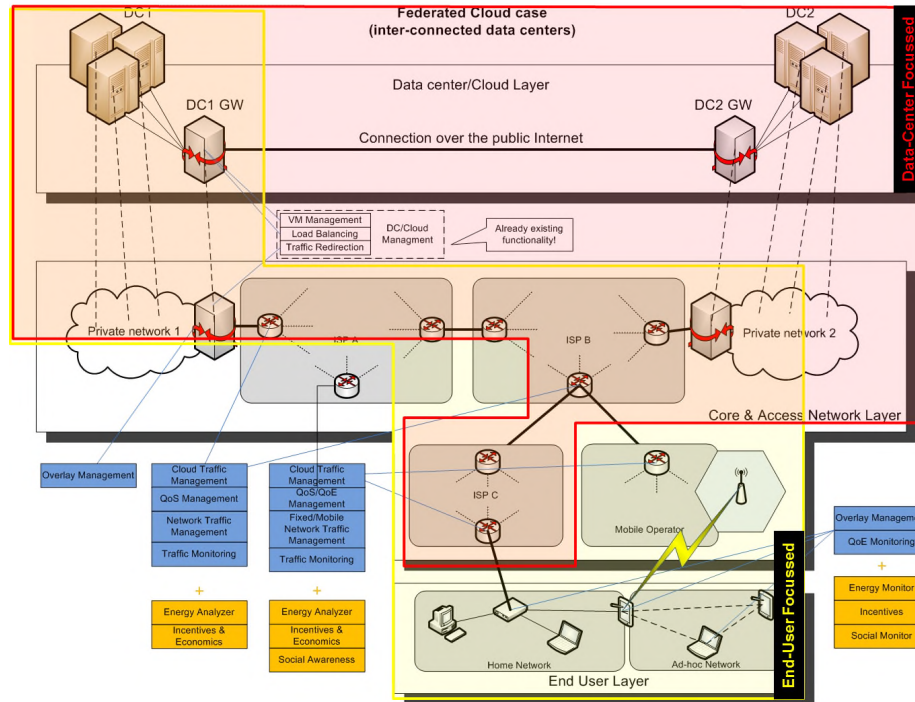 DC1
Federated Cloud case
(inter-connected data centers)
DC2
Data-Center Focussed
Data center/Cloud Layer
DC1 GW
DC2 GW
Connection over the public Internet
VM Management
Load Balancing
Traffic Redirection
DC/Cloud
Managment
Already existing
functionality!
Private network 1
ISP A
ISP B
Private network 2
Core & Access Network Layer
Overlay Management
Cloud Traffic
Management
QoS Management
Network Traffic
Management
Traffic Monitoring
+
Energy Analyzer
Incentives &
Economics
Cloud Traffic
Management
QoS/QoE
Management
Fixed/Mobile
Network Traffic
Management
Traffic Monitoring
+
Energy Analyzer
Incentives &
Economics
Social Awareness
ISP C
Mobile Operator
Overlay Management
QoE Monitoring
+
Energy Monitor
Incentives
Social Monitor
Home Network
Ad-hoc Network
End User Layer
End-User Focussed